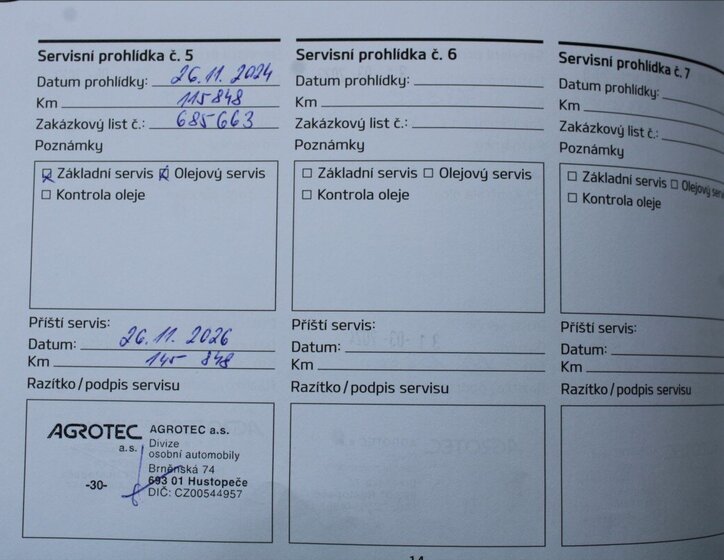 Servisní prohlídka č. 5
Datum prohlídky: 26.11.2024
Km 115848
Zakázkový list č.: 685663
Poznámky
Základní servis Olejový servis
Kontrola oleje
Příští servis:
Datum: 26.11.2026
Km 145 848
Razítko/podpis servisu
AGROTEC a.s.
-30-
AGROTEC a.s.
Divize
osobní automobily
Brněnská 74
693 01 Hustopeče
DIČ: CZ00544957
Servisní prohlídka č. 6
Datum prohlídky:
Km
Zakázkový list č.:
Poznámky
Základní servis Olejový servis
Kontrola oleje
Příští servis:
Datum:
Km
Razítko/podpis servisu
Servisní prohlídka č. 7
Datum prohlídky:
Km
Zakázkový list č.:
Poznámky
Základní servis Olejový servis
Kontrola oleje
Příští servis:
Datum:
Km
Razítko/podpis servisu